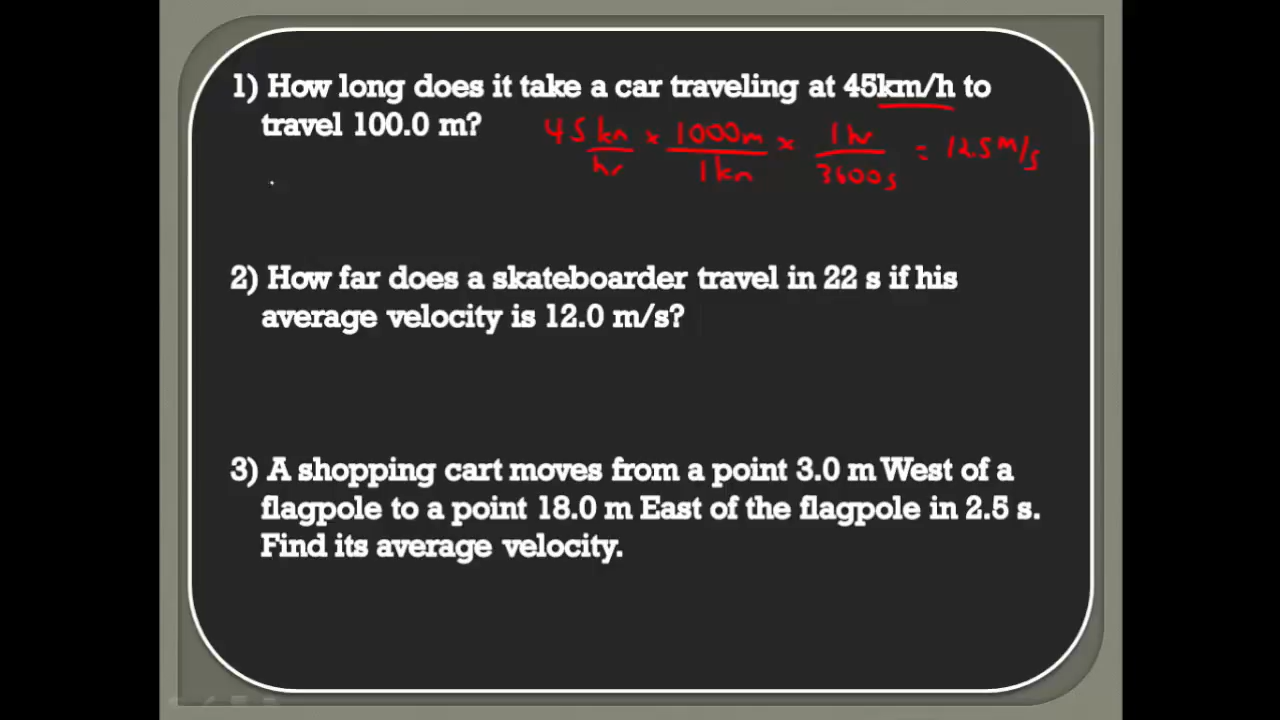 1) How long does it take a car traveling at 45km/h to
travel 100.0 m?
45 km/hr × 1000m/1km × 1hr/3600s = 12.5 m/s
2) How far does a skateboarder travel in 22 s if his
average velocity is 12.0 m/s?
3) A shopping cart moves from a point 3.0 m West of a
flagpole to a point 18.0 m East of the flagpole in 2.5 s.
Find its average velocity.